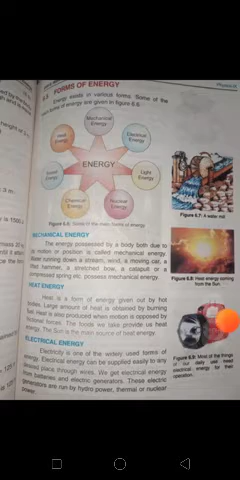 PHYSICS
6.3 FORMS OF ENERGY
Energy exists in various forms. Some of the
main forms of energy are given in figure 6.6.
Mechanical
Energy
Heat
Energy
Electrical
Energy
ENERGY
Sound
Energy
Light
Energy
Chemical
Energy
Nuclear
Energy
Figure 6.6: Some of the main forms of energy
Figure 6.7: A water mill
MECHANICAL ENERGY
The energy possessed by a body both due to
its motion or position is called mechanical energy.
Water running down a stream, wind, a moving car, a
lifted hammer, a stretched bow, a catapult or a
compressed spring etc. possess mechanical energy.
Figure 6.8: Heat energy coming
from the Sun.
HEAT ENERGY
Heat is a form of energy given out by hot
bodies. Large amount of heat is obtained by burning
fuel. Heat is also produced when motion is opposed by
frictional forces. The foods we take provide us heat
energy. The Sun is the main source of heat energy.
ELECTRICAL ENERGY
Electricity is one of the widely used forms of
energy. Electrical energy can be supplied easily to any
desired place through wires. We get electrical energy
from batteries and electric generators. These electric
generators are run by hydro power, thermal or nuclear
power.
Figure 6.9: Most of the things
of our daily use need
electrical energy for their
operation.